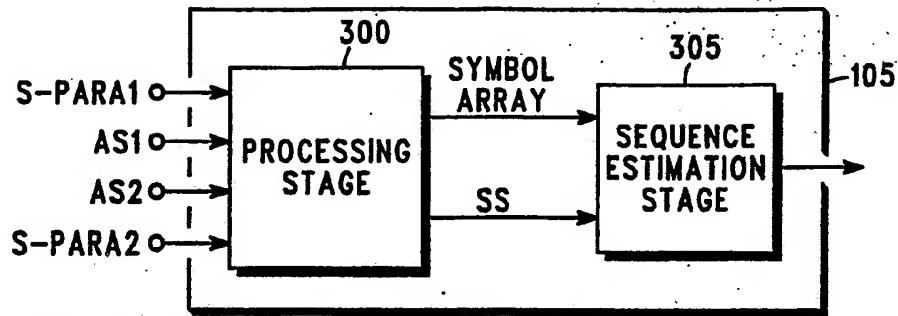 300
305
105
SYMBOL
ARRAY
S-PARA1
AS1
AS2
S-PARA2
PROCESSING
STAGE
SS
SEQUENCE
ESTIMATION
STAGE